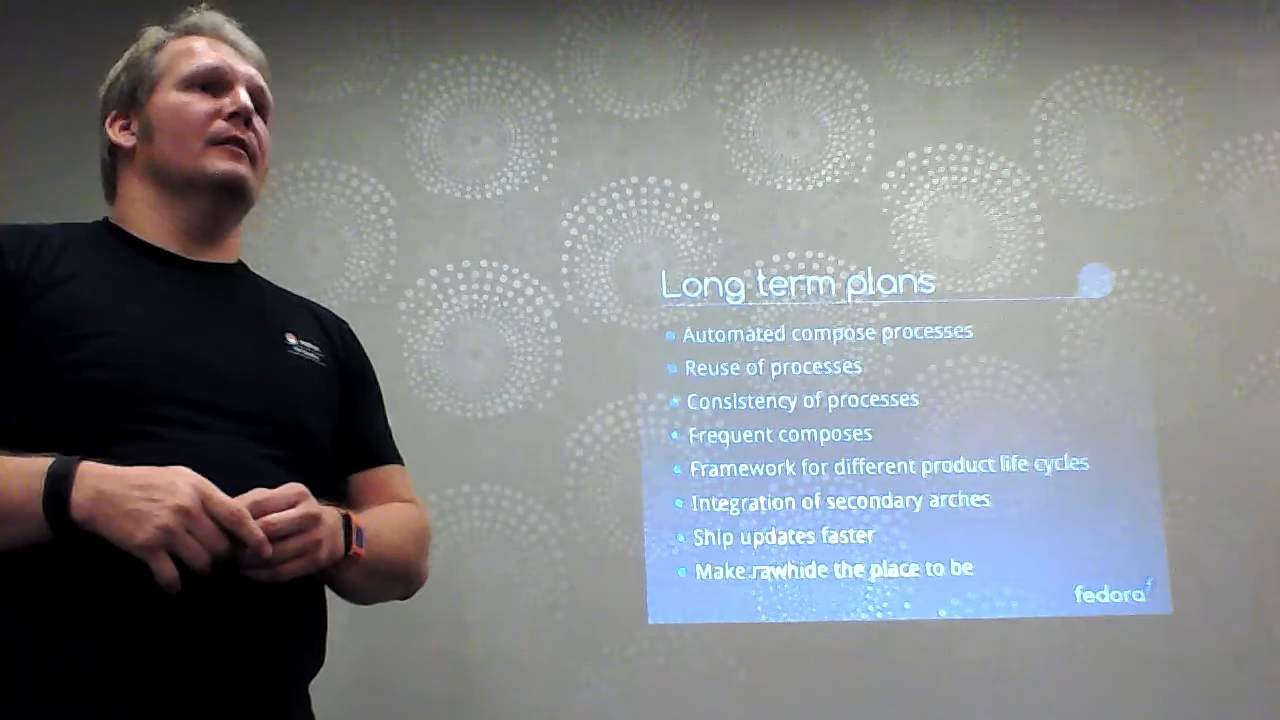 Long term plans
Automated compose processes
Reuse of processes
Consistency of processes
Frequent composes
Framework for different product life cycles
Integration of secondary arches
Ship updates faster
Make rawhide the place to be
fedora